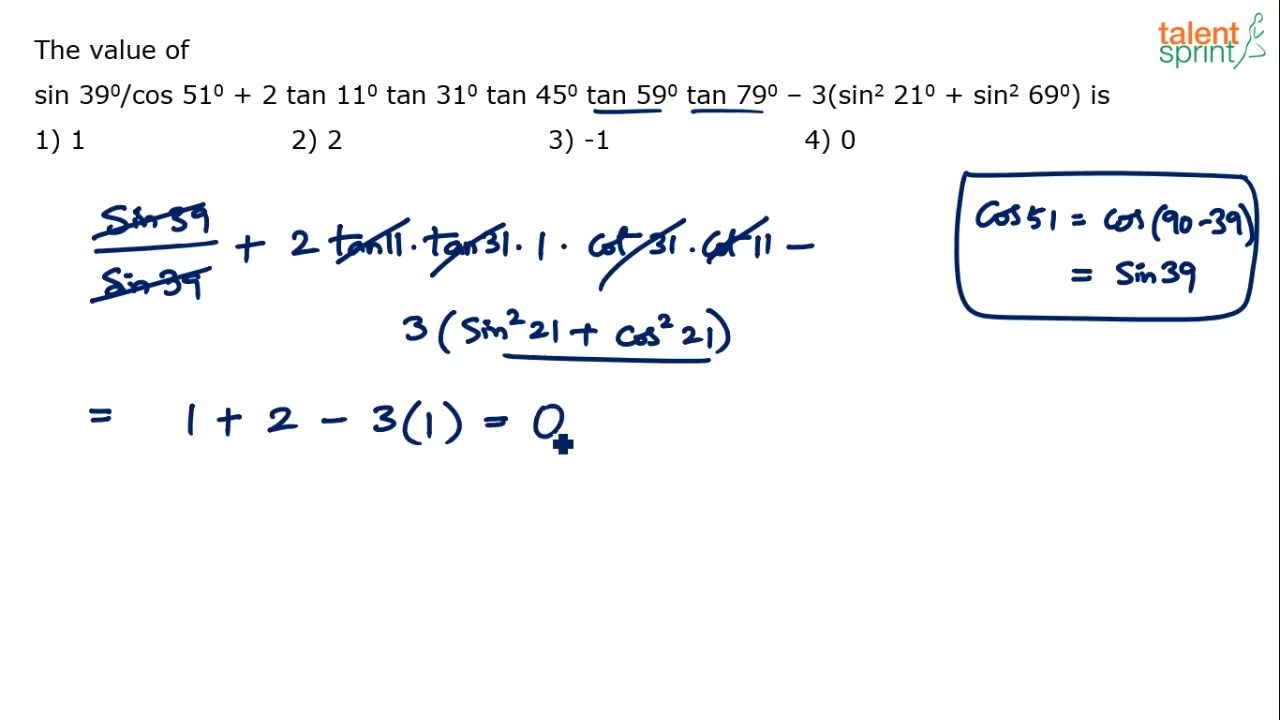 talent
sprint
The value of
sin 39⁰/cos 51⁰ + 2 tan 11⁰ tan 31⁰ tan 45⁰ tan 59⁰ tan 79⁰ – 3(sin² 21⁰ + sin² 69⁰) is
1) 1 2) 2 3) -1 4) 0
Sin 39 / Sin 39 + 2 tan 11 . tan 31 . 1 . cot 31 . cot 11 –
3 (Sin² 21 + cos² 21)
= 1 + 2 – 3(1) = 0
Cos 51 = cos (90-39)
= Sin 39